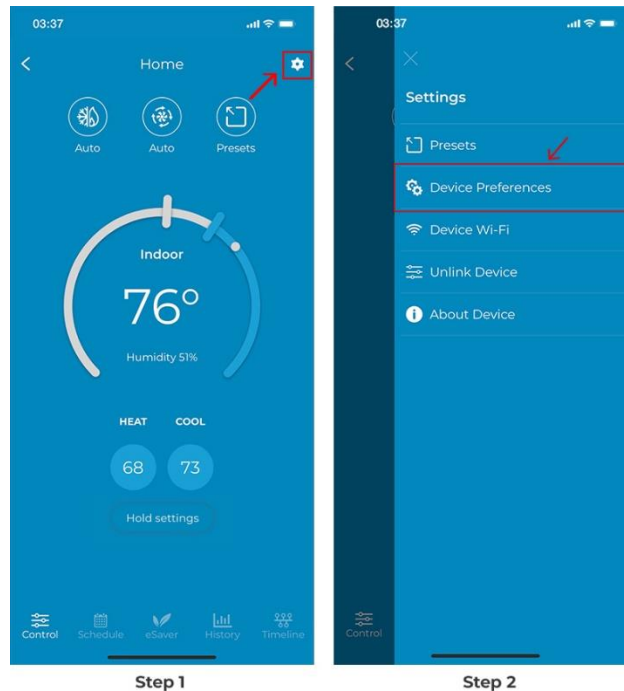 03:37
Home
Auto
Auto
Presets
Indoor
76°
Humidity 51%
HEAT COOL
68 73
Hold settings
Control Schedule eSaver History Timeline
Step 1
03:37
Settings
Presets
Device Preferences
Device Wi-Fi
Unlink Device
About Device
Control
Step 2